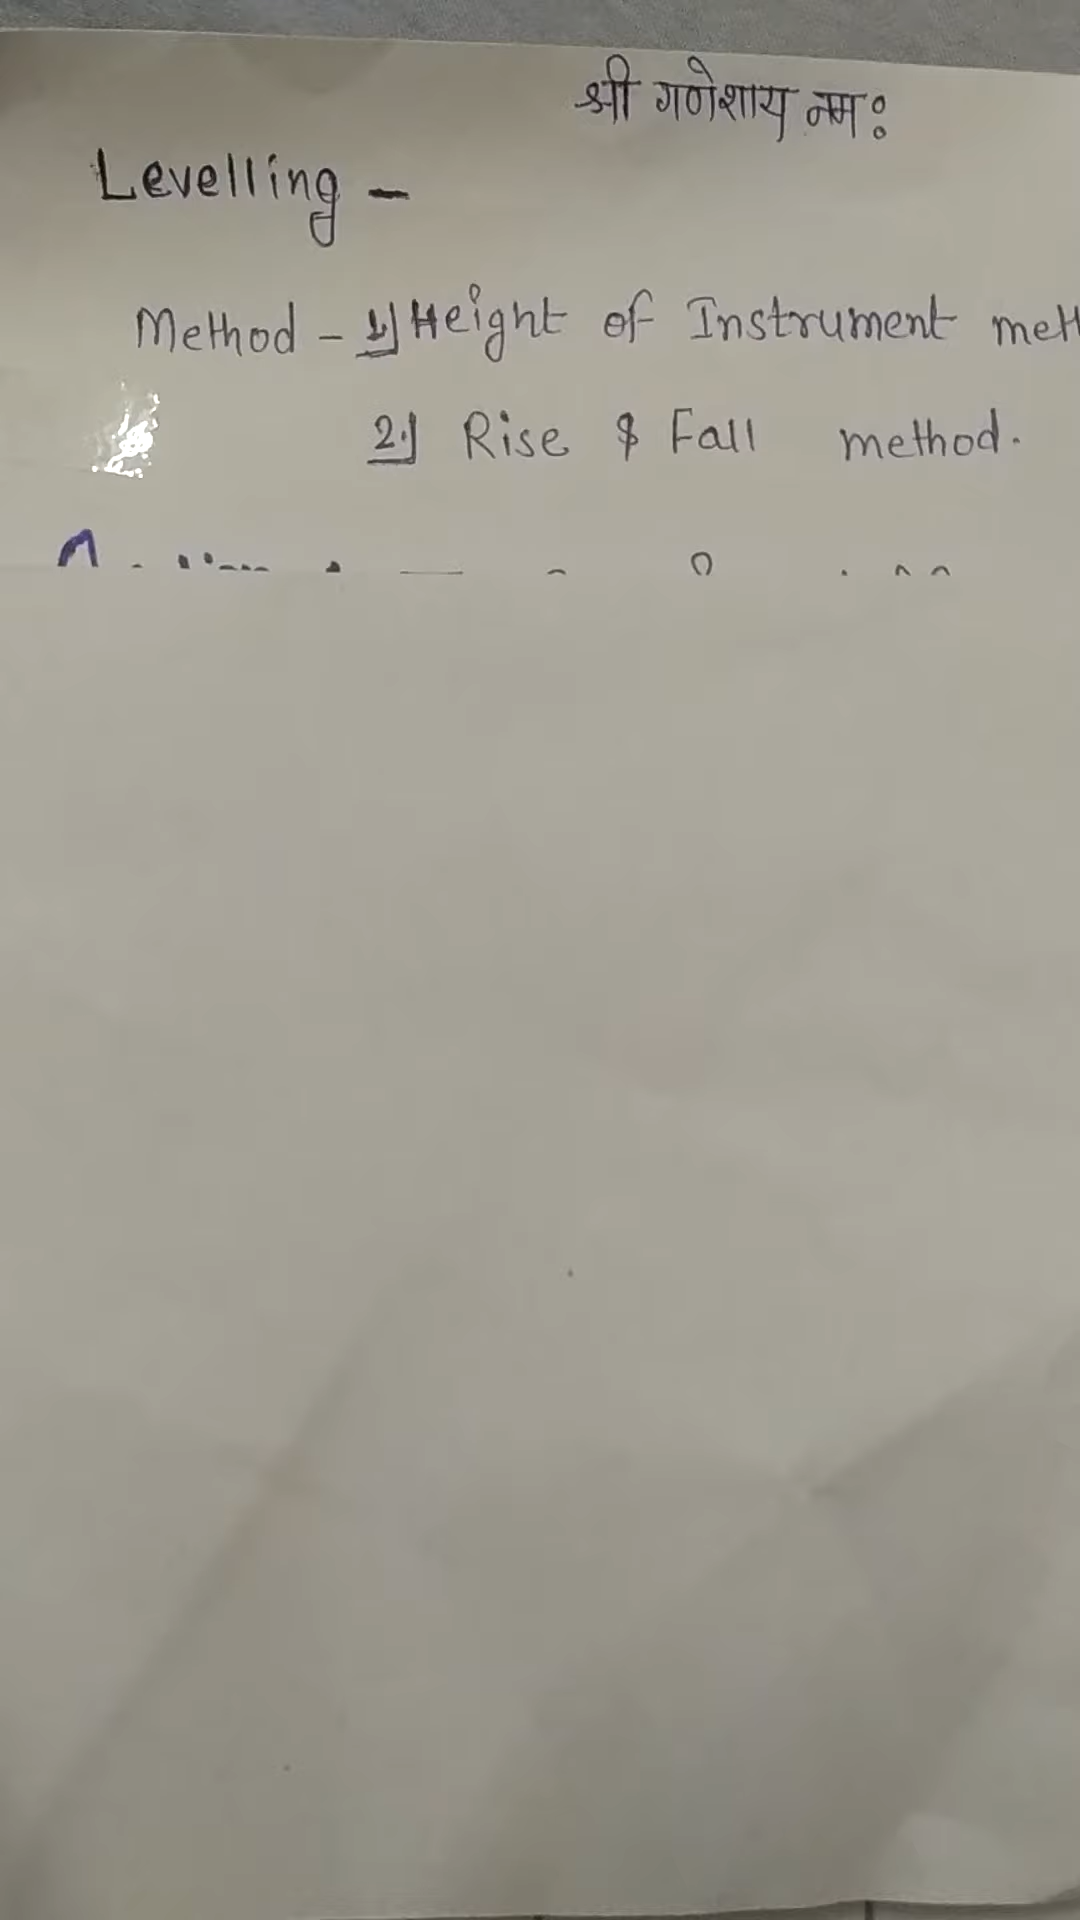 श्री गणेशाय नमः
Levelling -
Method - 1) Height of Instrument
2.) Rise & Fall method.